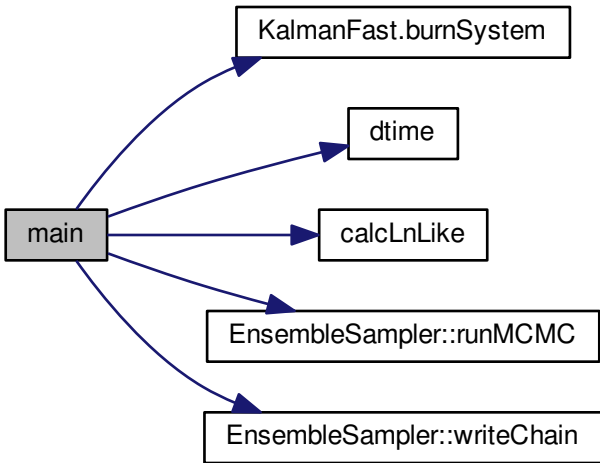 KalmanFast.burnSystem
dtime
main
calcLnLike
EnsembleSampler::runMCMC
EnsembleSampler::writeChain